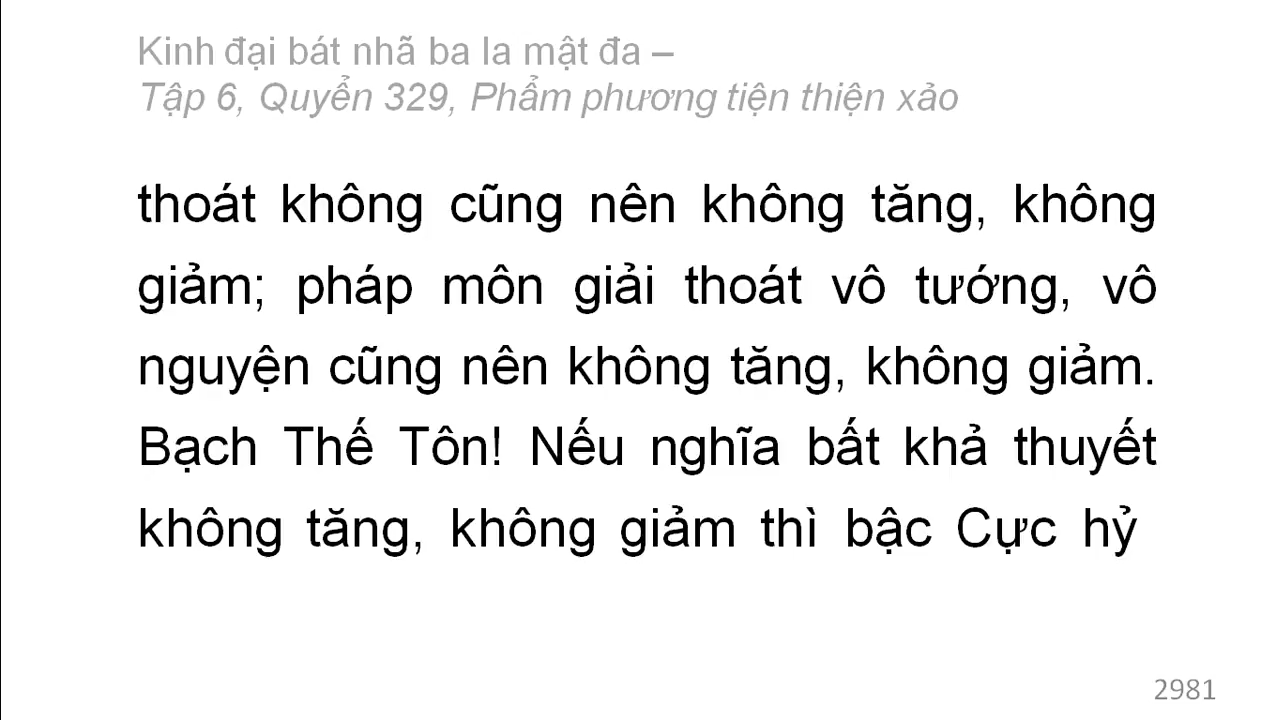 Kinh đại bát nhã ba la mật đa –
Tập 6, Quyển 329, Phẩm phương tiện thiện xảo
thoát không cũng nên không tăng, không
giảm; pháp môn giải thoát vô tướng, vô
nguyện cũng nên không tăng, không giảm.
Bạch Thế Tôn! Nếu nghĩa bất khả thuyết
không tăng, không giảm thì bậc Cực hỷ
2981